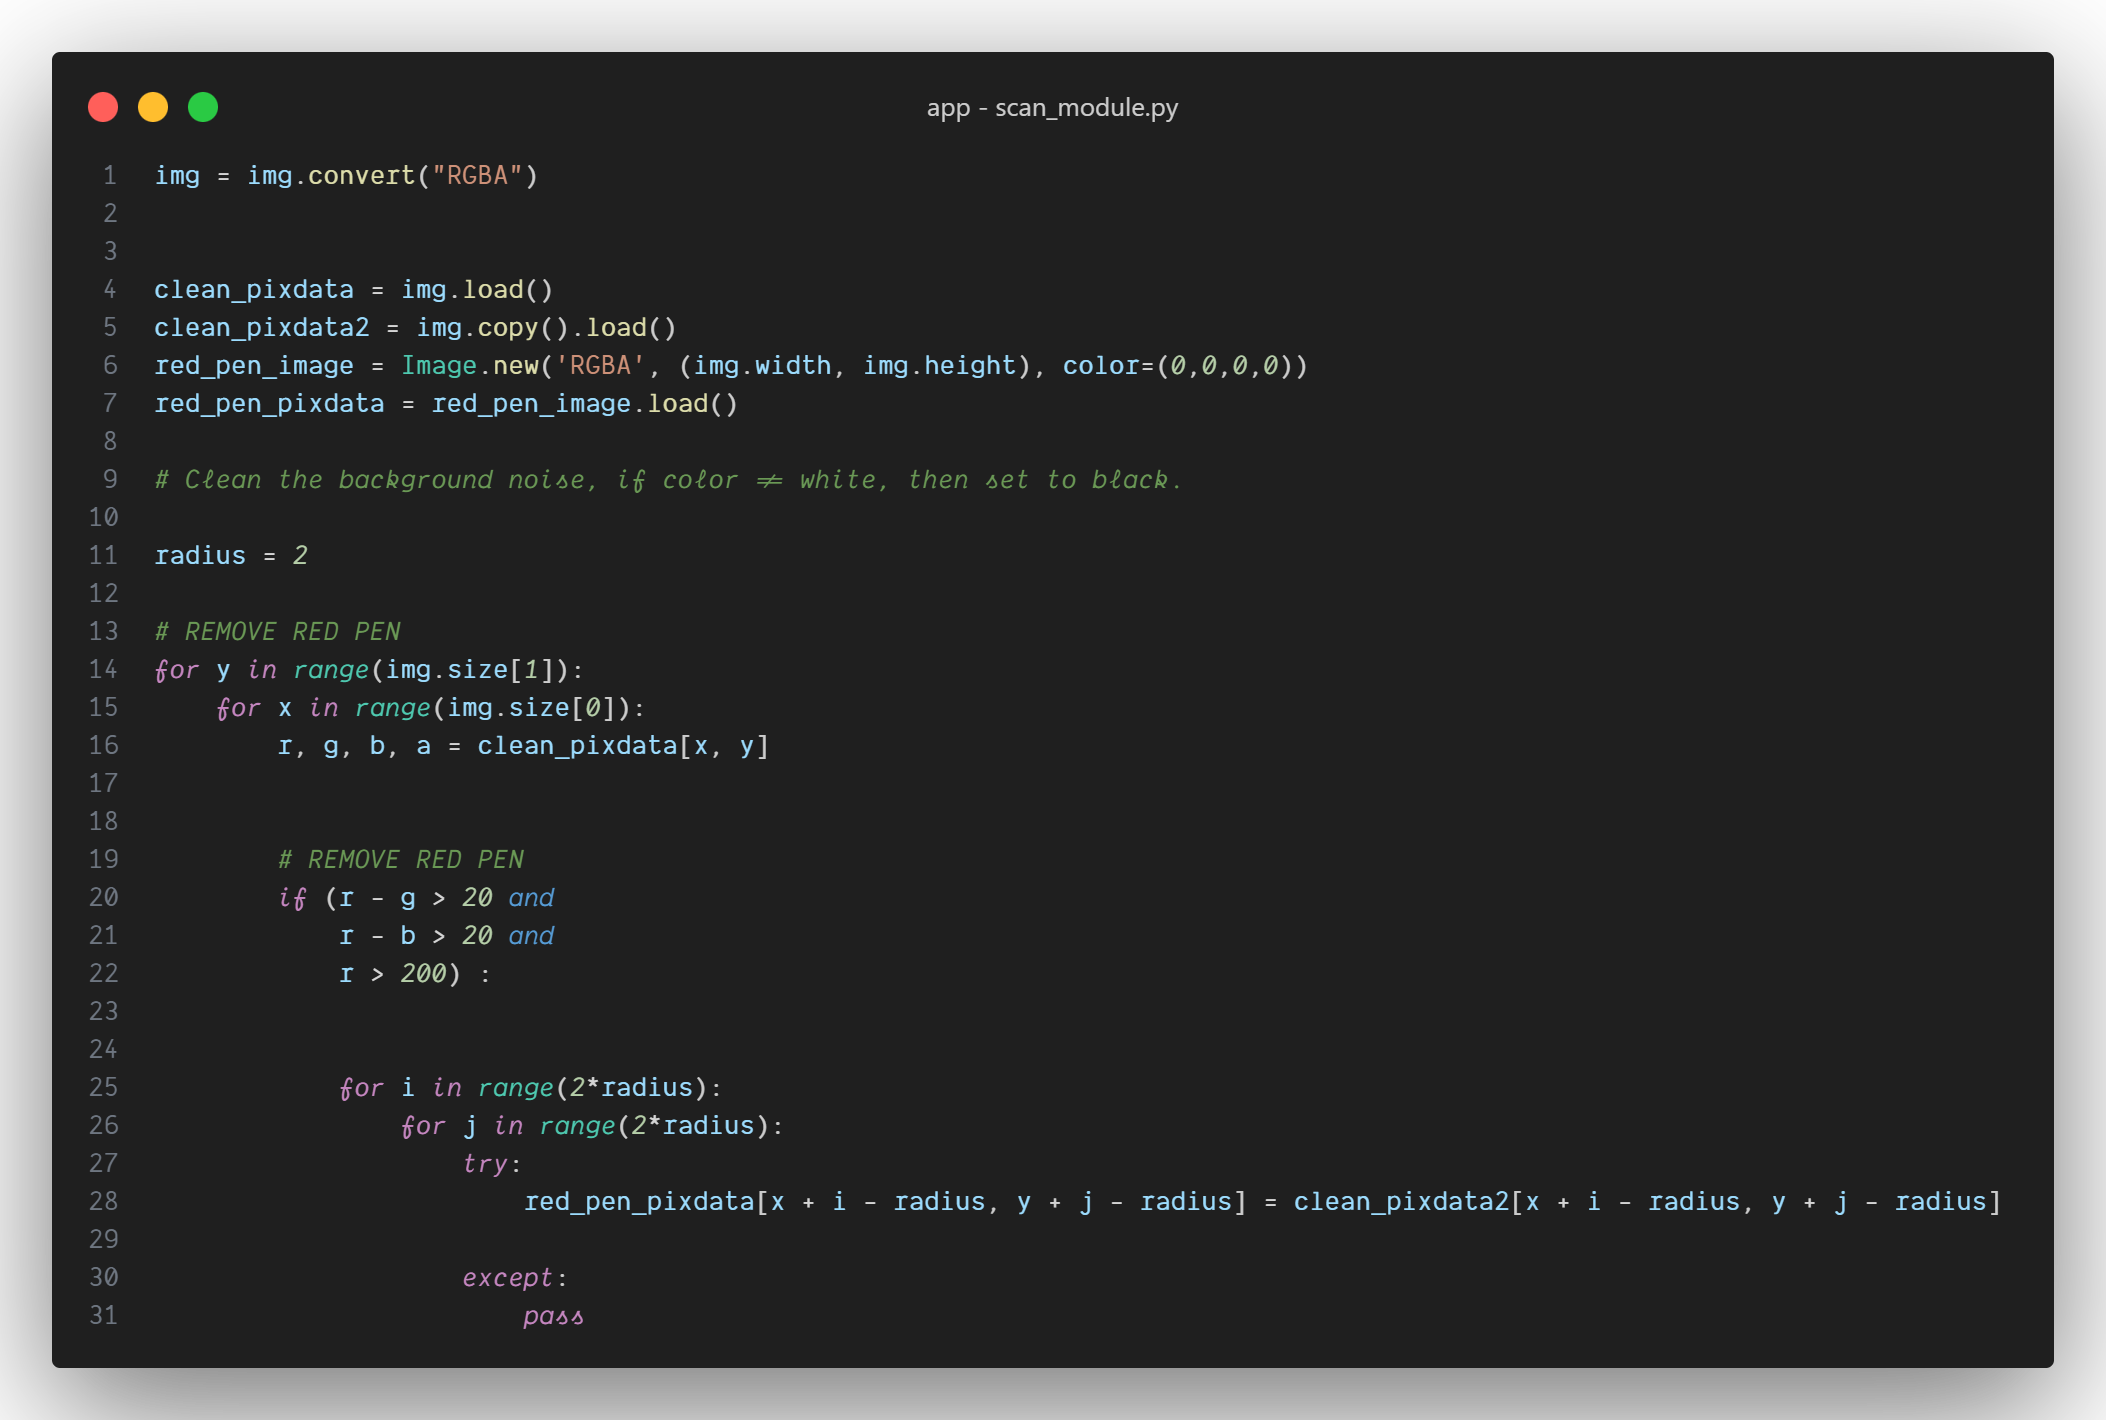 app - scan_module.py
1 img = img.convert("RGBA")
2
3
4 clean_pixdata = img.load()
5 clean_pixdata2 = img.copy().load()
6 red_pen_image = Image.new('RGBA', (img.width, img.height), color=(0,0,0,0))
7 red_pen_pixdata = red_pen_image.load()
8
9 # Clean the background noise, if color != white, then set to black.
10
11 radius = 2
12
13 # REMOVE RED PEN
14 for y in range(img.size[1]):
15     for x in range(img.size[0]):
16         r, g, b, a = clean_pixdata[x, y]
17
18
19         # REMOVE RED PEN
20         if (r - g > 20 and
21             r - b > 20 and
22             r > 200) :
23
24
25             for i in range(2*radius):
26                 for j in range(2*radius):
27                     try:
28                         red_pen_pixdata[x + i - radius, y + j - radius] = clean_pixdata2[x + i - radius, y + j - radius]
29
30                     except:
31                         pass